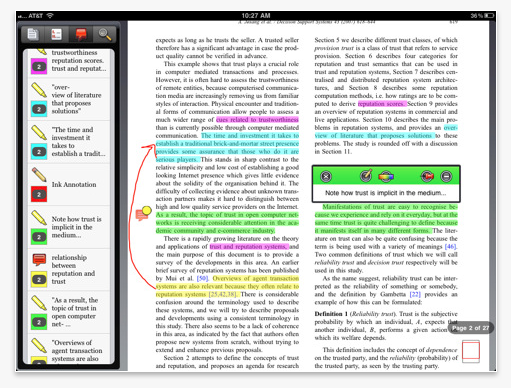 AT&T
10:27 AM
36%
trustworthiness
reputation scores.
trust and reputat...
2
"over-
view of literature
that proposes
solutions"
2
"The time and
investment it
takes to
establish a tradit...
2
Ink Annotation
2
Note how trust is
implicit in the
medium...
2
relationship
between
reputation and
trust
2
"As a result, the
topic of trust in
open computer
net- ...
2
"Overviews of
agent transaction
systems are also
expects as long as he trusts the seller. A trusted seller
therefore has a significant advantage in case the prod-
uct quality cannot be verified in advance.
This example shows that trust plays a crucial role
in computer mediated transactions and processes.
However, it is often hard to assess the trustworthiness
of remote entities, because computerised communica-
tion media are increasingly removing us from familiar
styles of interaction. Physical encounter and tradition-
al forms of communication allow people to assess a
much wider range of cues related to trustworthiness
than is currently possible through computer mediated
communication. The time and investment it takes to
establish a traditional brick-and-mortar street presence
provides some assurance that those who do it are
serious players. This stands in sharp contrast to the
relative simplicity and low cost of establishing a good
looking Internet presence which gives little evidence
about the solidity of the organisation behind it. The
difficulty of collecting evidence about unknown trans-
action partners makes it hard to distinguish between
high and low quality service providers on the Internet.
As a result, the topic of trust in open computer net-
works is receiving considerable attention in the aca-
demic community and e-commerce industry.
There is a rapidly growing literature on the theory
and applications of trust and reputation systems, and
the main purpose of this document is to provide a
survey of the developments in this area. An earlier
brief survey of reputation systems has been published
by Mui et al. [50]. Overviews of agent transaction
systems are also relevant because they often relate to
reputation systems [25,42,38]. There is considerable
confusion around the terminology used to describe
these systems, and we will try to describe proposals
and developments using a consistent terminology in
this study. There also seems to be a lack of coherence
in this area, as indicated by the fact that authors often
propose new systems from scratch, without trying to
extend and enhance previous proposals.
Section 2 attempts to define the concepts of trust
and reputation, and proposes an agenda for research
Section 5 we describe different trust classes, of which
provision trust is a class of trust that refers to service
provision. Section 6 describes four categories for
reputation and trust semantics that can be used in
trust and reputation systems, Section 7 describes cen-
tralised and distributed reputation system architec-
tures, and Section 8 describes some reputation
computation methods, i.e. how ratings are to be com-
puted to derive reputation scores. Section 9 provides
an overview of reputation systems in commercial and
live applications. Section 10 describes the main pro-
blems in reputation systems, and provides an over-
view of literature that proposes solutions to these
problems. The study is rounded off with a discussion
in Section 11.
Note how trust is implicit in the medium...
Manifestations of trust are easy to recognise be-
cause we experience and rely on it everyday, but at the
same time trust is quite challenging to define because
it manifests itself in many different forms. The liter-
ature on trust can also be quite confusing because the
term is being used with a variety of meanings [46].
Two common definitions of trust which we will call
reliability trust and decision trust respectively will be
used in this study.
As the name suggest, reliability trust can be inter-
preted as the reliability of something or somebody,
and the definition by Gambetta [22] provides an
example of how this can be formulated:
Definition 1 (Reliability trust). Trust is the subjective
probability by which an individual, A, expects
another individual, B, performs a given action
which its welfare depends.
Page 2 of 27
This definition includes the concept of dependence
on the trusted party, and the reliability (probability) of
the trusted party, as seen by the trusting party.